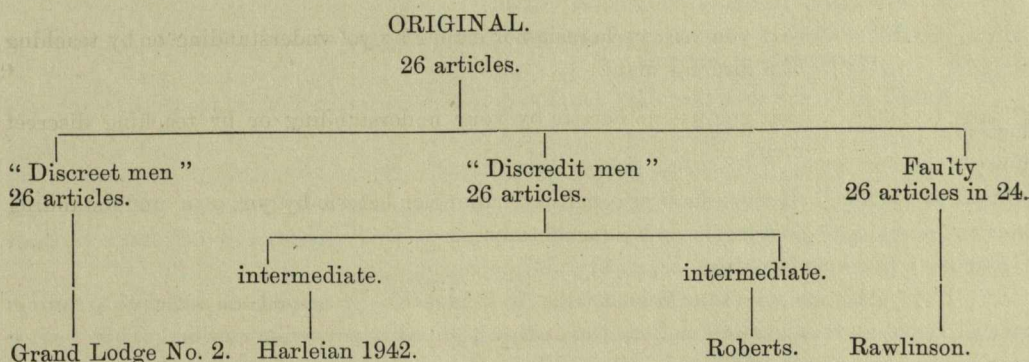 ORIGINAL.
26 articles.
“ Discreet men ” “ Discredit men ” Faulty
26 articles. 26 articles. 26 articles in 24.
intermediate. intermediate.
Grand Lodge No. 2. Harleian 1942. Roberts. Rawlinson.